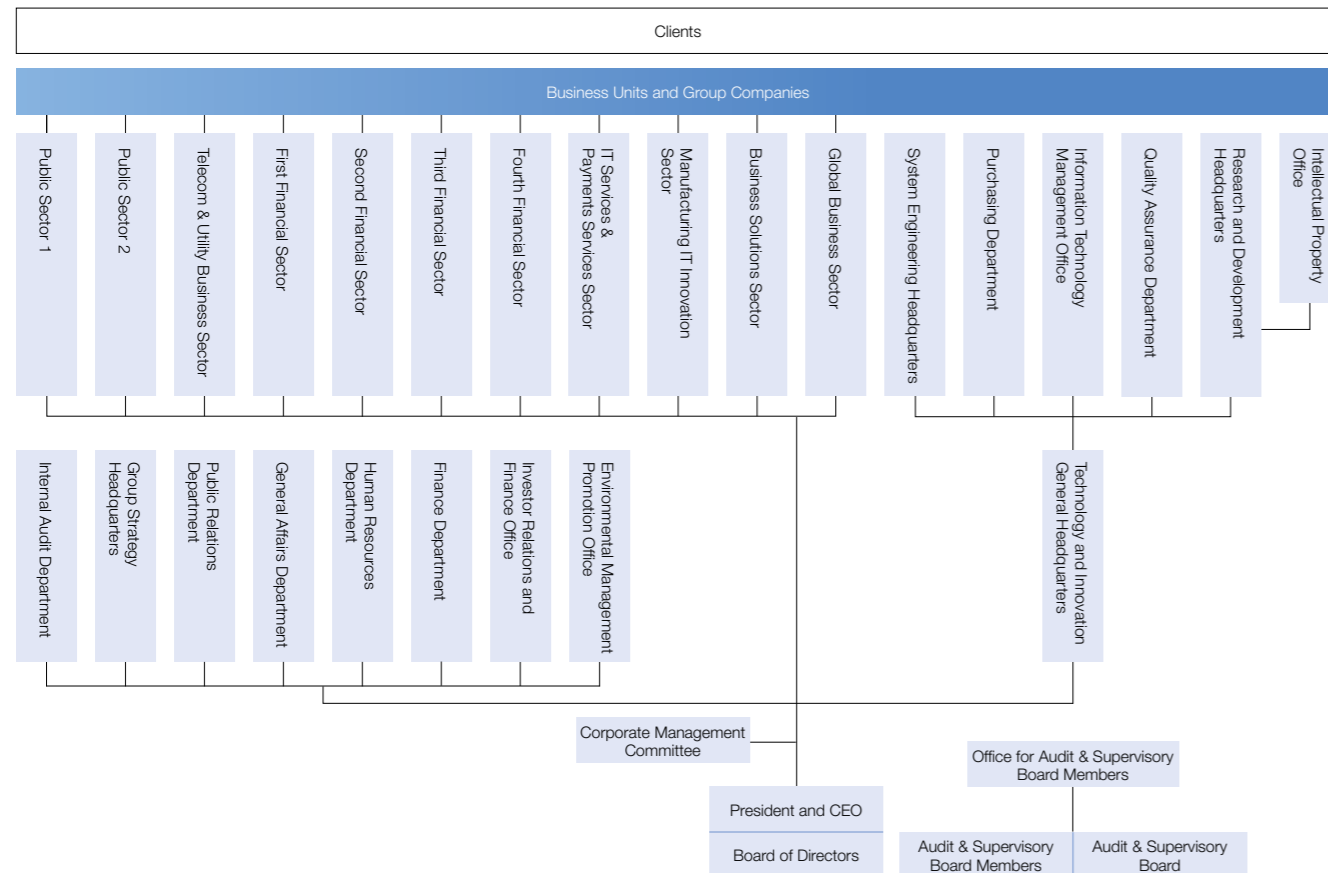 Clients
Business Units and Group Companies
Public Sector 1
Public Sector 2
Telecom & Utility Business Sector
First Financial Sector
Second Financial Sector
Third Financial Sector
Fourth Financial Sector
IT Services &
Payments Services Sector
Manufacturing IT Innovation
Sector
Business Solutions Sector
Global Business Sector
System Engineering Headquarters
Purchasing Department
Information Technology
Management Office
Quality Assurance Department
Research and Development
Headquarters
Intellectual Property
Office
Internal Audit Department
Group Strategy
Headquarters
Public Relations
Department
General Affairs Department
Human Resources
Department
Finance Department
Investor Relations and
Finance Office
Environmental Management
Promotion Office
Technology and Innovation
General Headquarters
Corporate Management
Committee
Office for Audit & Supervisory
Board Members
President and CEO
Board of Directors
Audit & Supervisory
Board Members
Audit & Supervisory
Board